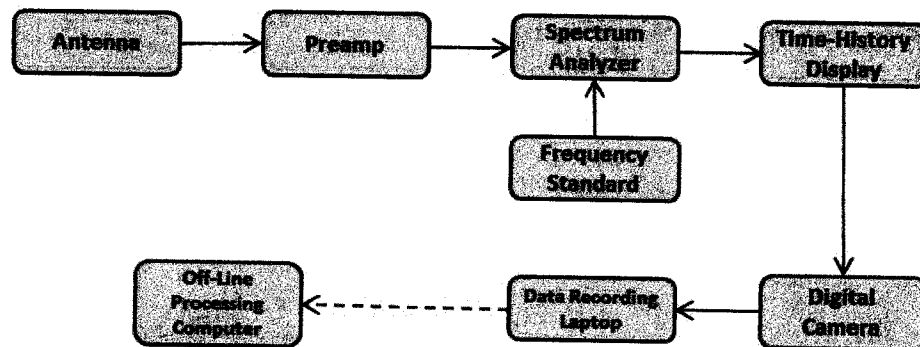 Antenna
Preamp
Spectrum
Analyzer
Time-History
Display
Frequency
Standard
Off-Line
Processing
Computer
Data Recording
Laptop
Digital
Camera